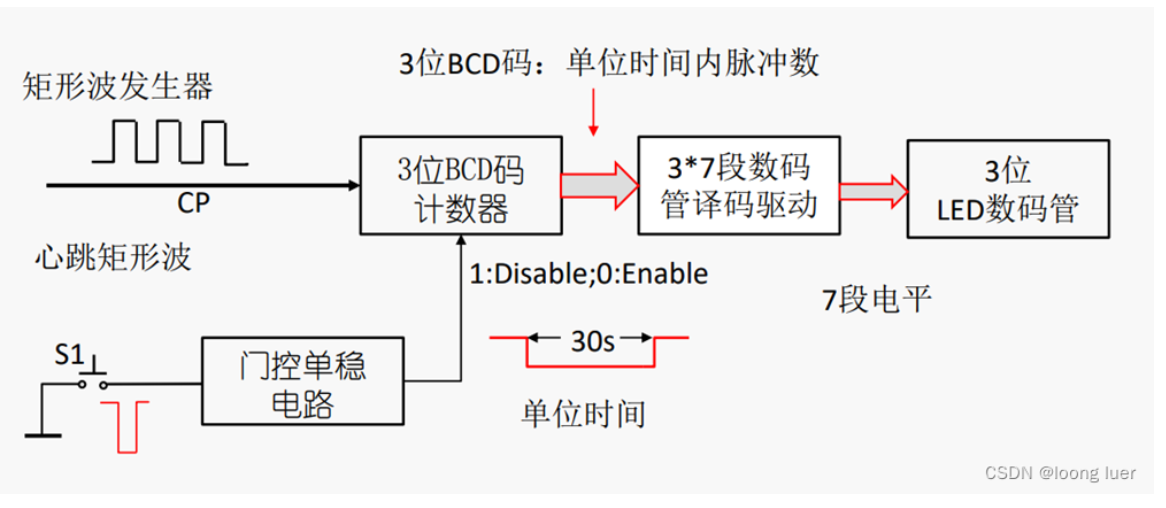 3位BCD码：单位时间内脉冲数
矩形波发生器
CP
3位BCD码
计数器
3*7段数码
管译码驱动
3位
LED数码管
心跳矩形波
1:Disable;0:Enable
7段电平
S1
门控单稳
电路
30s
单位时间
CSDN @loong luer